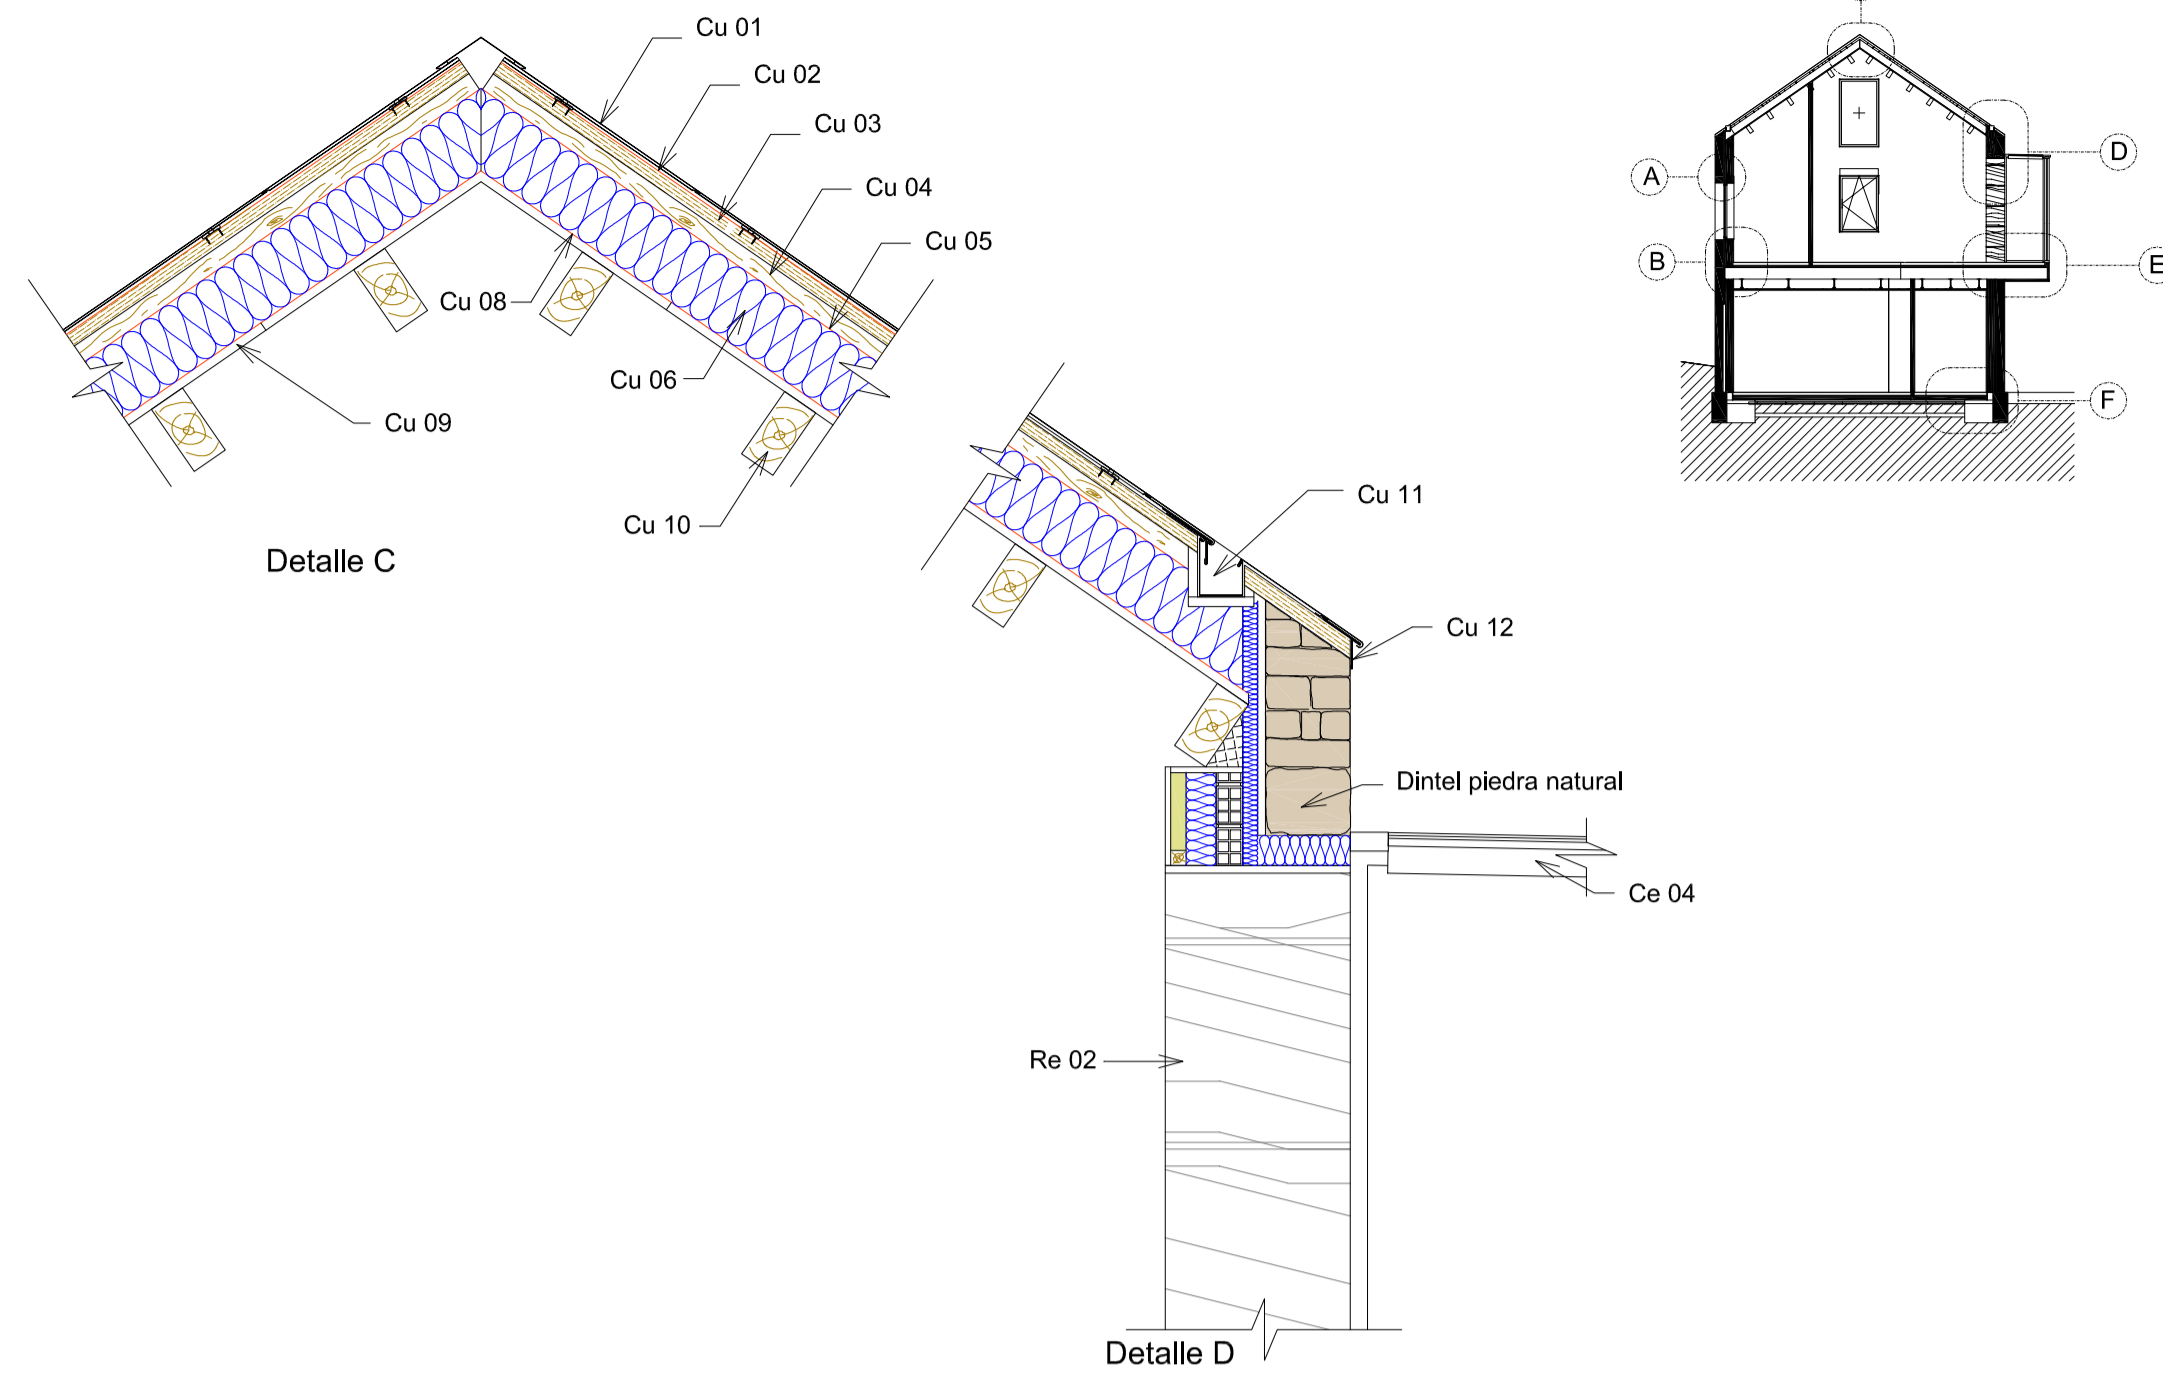 Cu 01
Cu 02
Cu 03
Cu 04
Cu 05
Cu 08
Cu 06
Cu 09
Cu 10
Detalle C
A
B
D
E
F
Cu 11
Cu 12
Dintel piedra natural
Ce 04
Re 02
Detalle D